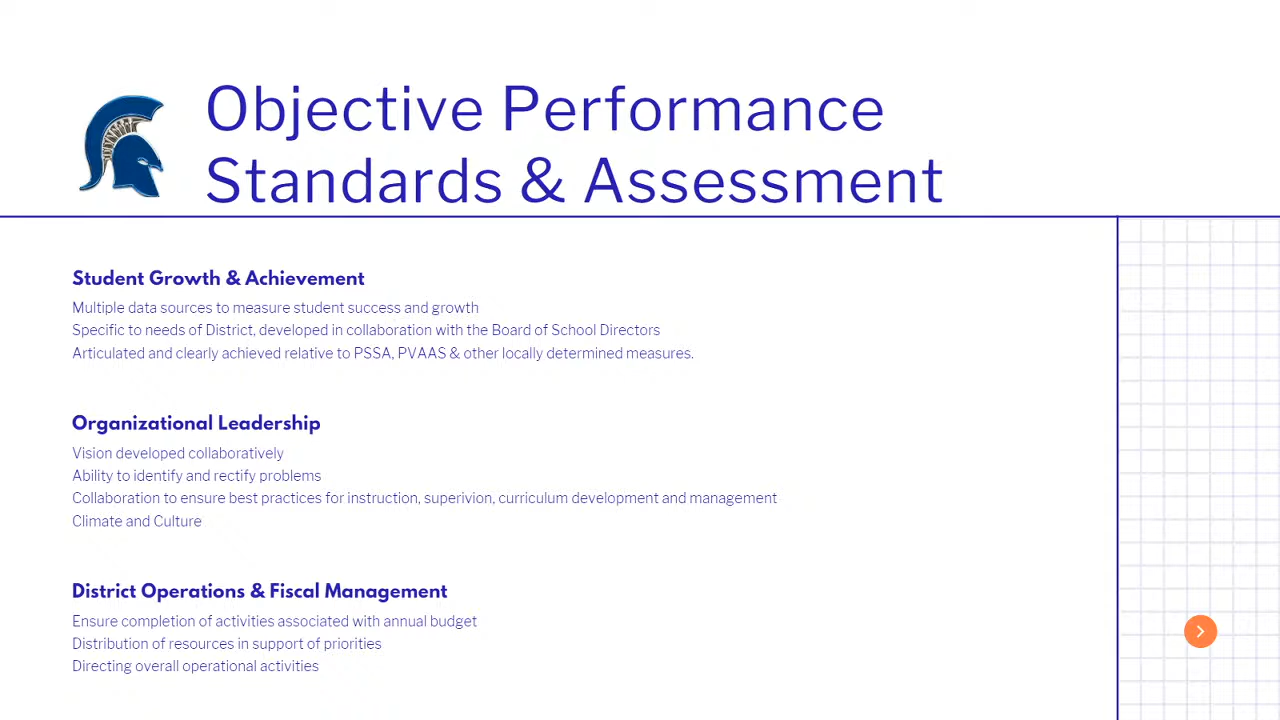 Objective Performance
Standards & Assessment
Student Growth & Achievement
Multiple data sources to measure student success and growth
Specific to needs of District, developed in collaboration with the Board of School Directors
Articulated and clearly achieved relative to PSSA, PVAAS & other locally determined measures.
Organizational Leadership
Vision developed collaboratively
Ability to identify and rectify problems
Collaboration to ensure best practices for instruction, superivion, curriculum development and management
Climate and Culture
District Operations & Fiscal Management
Ensure completion of activities associated with annual budget
Distribution of resources in support of priorities
Directing overall operational activities